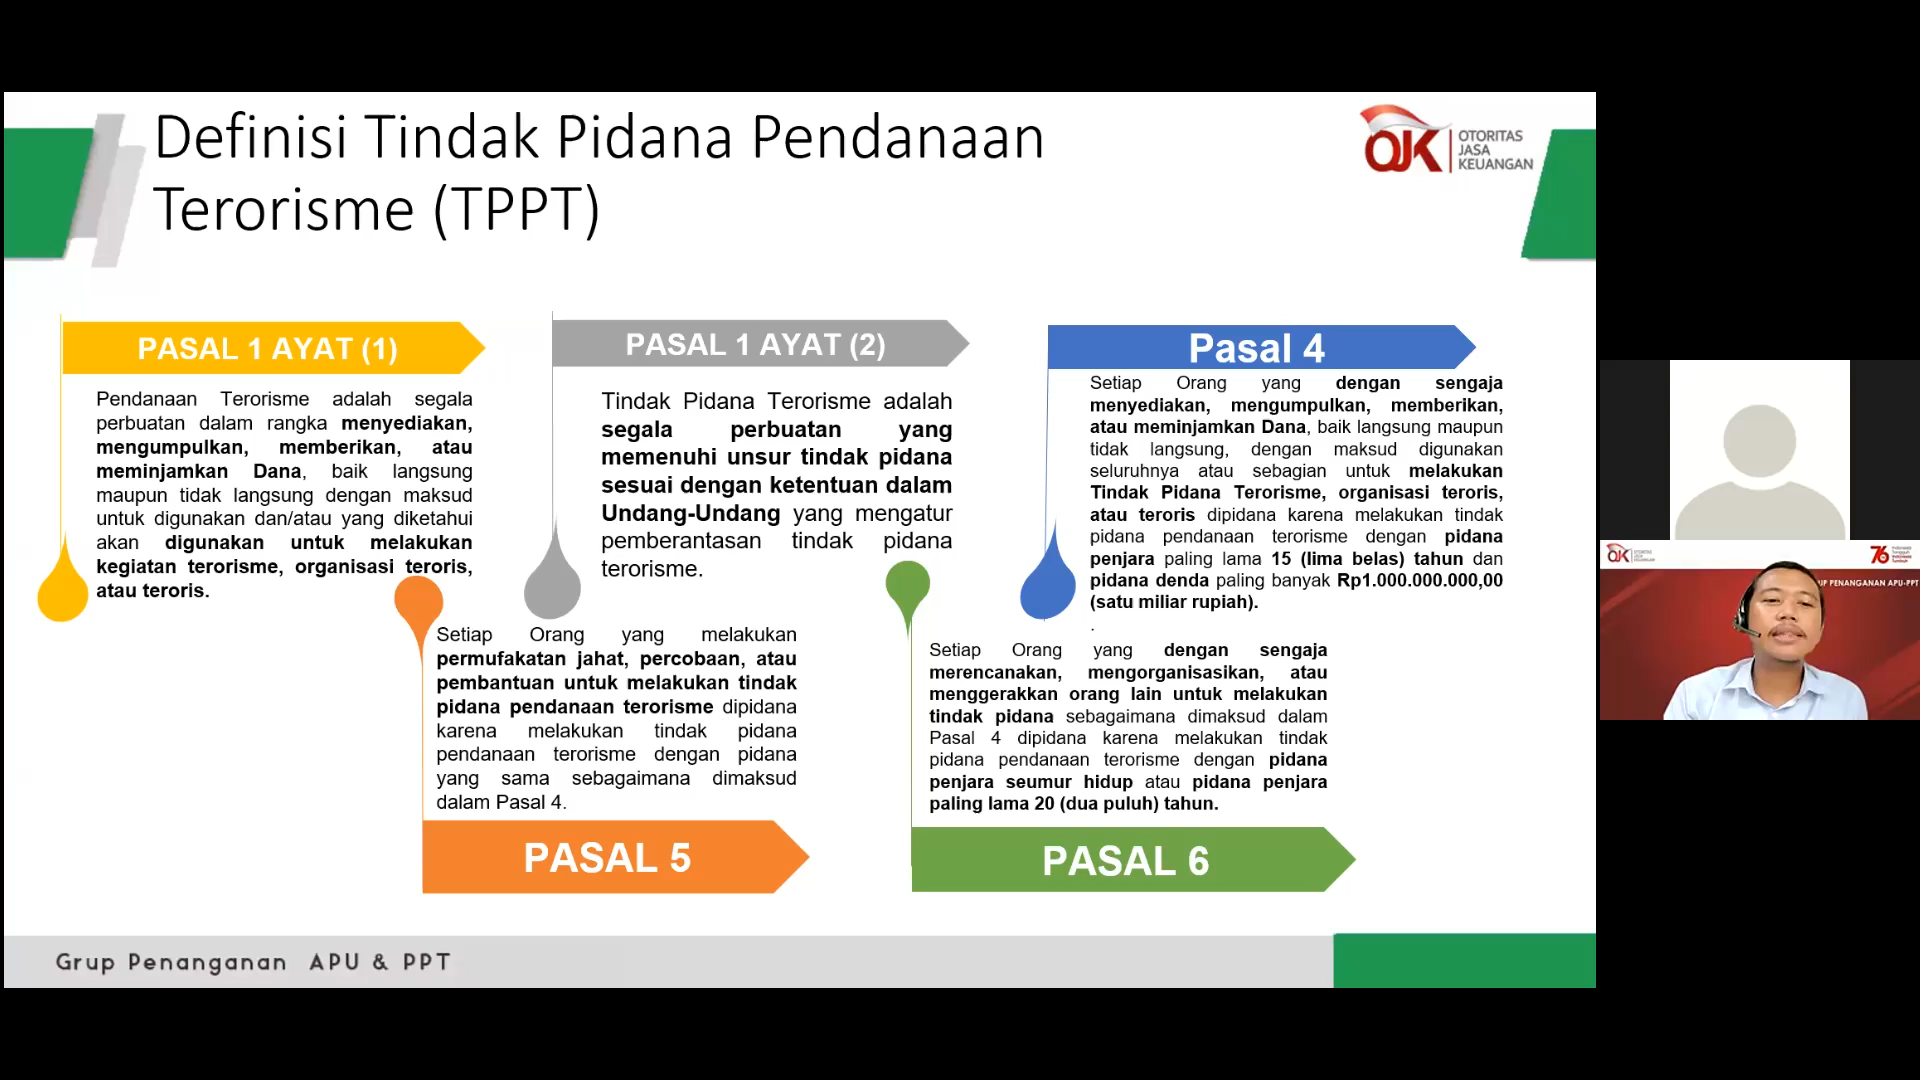 Definisi Tindak Pidana Pendanaan
Terorisme (TPPT)
OJK
OTORITAS
JASA
KEUANGAN
PASAL 1 AYAT (1)
Pendanaan Terorisme adalah segala
perbuatan dalam rangka menyediakan,
mengumpulkan, memberikan, atau
meminjamkan Dana, baik langsung
maupun tidak langsung dengan maksud
untuk digunakan dan/atau yang diketahui
akan digunakan untuk melakukan
kegiatan terorisme, organisasi teroris,
atau teroris.
PASAL 1 AYAT (2)
Tindak Pidana Terorisme adalah
segala perbuatan yang
memenuhi unsur tindak pidana
sesuai dengan ketentuan dalam
Undang-Undang yang mengatur
pemberantasan tindak pidana
terorisme.
Pasal 4
Setiap Orang yang dengan sengaja
menyediakan, mengumpulkan, memberikan,
atau meminjamkan Dana, baik langsung maupun
tidak langsung, dengan maksud digunakan
seluruhnya atau sebagian untuk melakukan
Tindak Pidana Terorisme, organisasi teroris,
atau teroris dipidana karena melakukan tindak
pidana pendanaan terorisme dengan pidana
penjara paling lama 15 (lima belas) tahun dan
pidana denda paling banyak Rp1.000.000.000,00
(satu miliar rupiah).
.
Setiap Orang yang melakukan
permufakatan jahat, percobaan, atau
pembantuan untuk melakukan tindak
pidana pendanaan terorisme dipidana
karena melakukan tindak pidana
pendanaan terorisme dengan pidana
yang sama sebagaimana dimaksud
dalam Pasal 4.
PASAL 5
Setiap Orang yang dengan sengaja
merencanakan, mengorganisasikan, atau
menggerakkan orang lain untuk melakukan
tindak pidana sebagaimana dimaksud dalam
Pasal 4 dipidana karena melakukan tindak
pidana pendanaan terorisme dengan pidana
penjara seumur hidup atau pidana penjara
paling lama 20 (dua puluh) tahun.
PASAL 6
Grup Penanganan APU & PPT
OJK
76
PENANGANAN APU-PPT